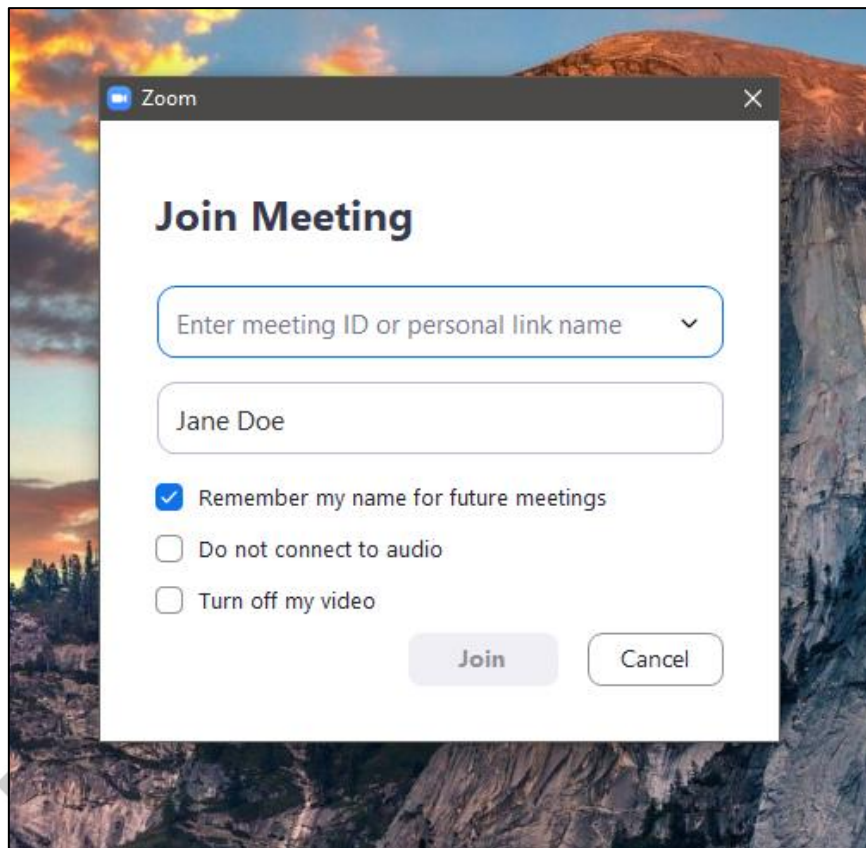 Zoom
Join Meeting
Enter meeting ID or personal link name
Jane Doe
Remember my name for future meetings
Do not connect to audio
Turn off my video
Join
Cancel